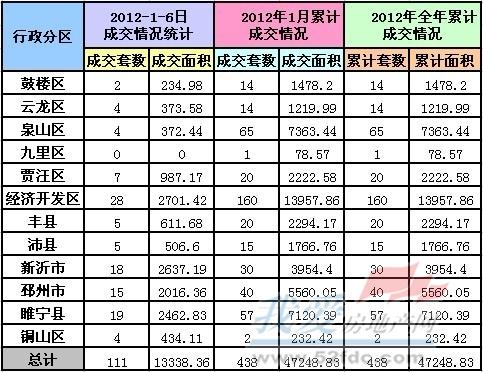 行政分区 2012-1-6日成交情况统计 2012年1月累计成交情况 2012年全年累计成交情况
成交套数 成交面积 成交套数 成交面积 累计套数 累计面积
鼓楼区 2 234.98 14 1478.2 14 1478.2
云龙区 4 373.58 14 1219.99 14 1219.99
泉山区 4 372.44 65 7363.44 65 7363.44
九里区 0 0 1 78.57 1 78.57
贾汪区 7 987.17 20 2222.58 20 2222.58
经济开发区 28 2701.42 160 13957.86 160 13957.86
丰县 5 611.68 20 2294.17 20 2294.17
沛县 5 506.6 15 1766.76 15 1766.76
新沂市 18 2637.19 30 3954.4 30 3954.4
邳州市 15 2016.36 40 5560.05 40 5560.05
睢宁县 19 2462.83 57 7120.39 57 7120.39
铜山区 4 434.11 2 232.42 2 232.42
总计 111 13338.36 438 47248.83 438 47248.83
我爱房地产网
www.52fdc.com